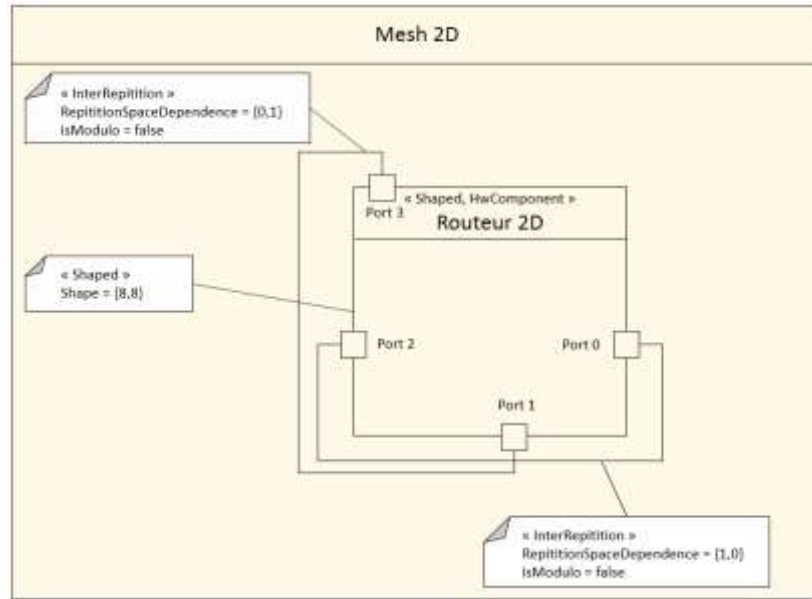 Mesh 2D
« InterRepitition »
RepititionSpaceDependence = {0,1}
IsModulo = false
« Shaped, HwComponent »
Port 3
Routeur 2D
« Shaped »
Shape = {8,8}
Port 2
Port 0
Port 1
« InterRepitition »
RepititionSpaceDependence = {1,0}
IsModulo = false